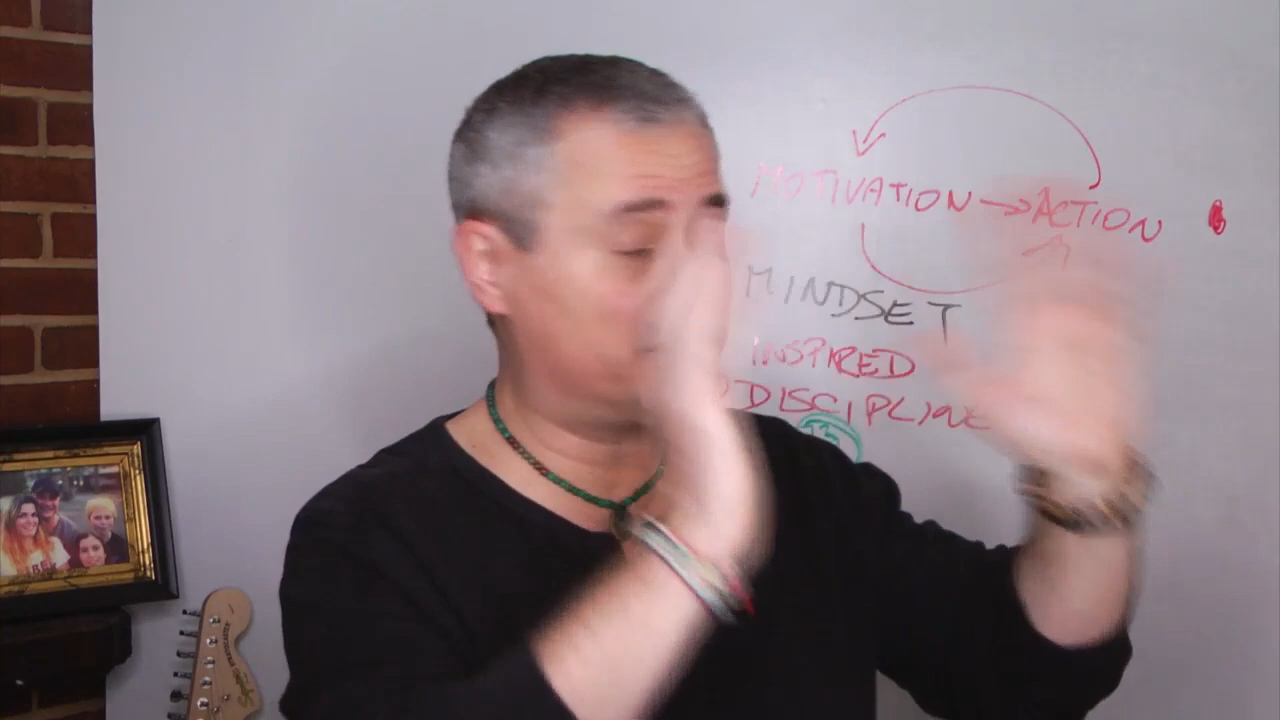 MOTIVATION → ACTION
MINDSET
INSPIRED
DISCIPLINE